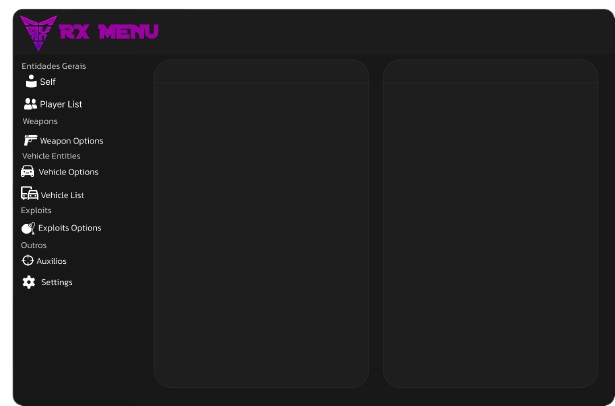 RX MENU
Entidades Gerais
Self
Player List
Weapons
Weapon Options
Vehicle Entities
Vehicle Options
Vehicle List
Exploits
Exploits Options
Outros
Auxilios
Settings